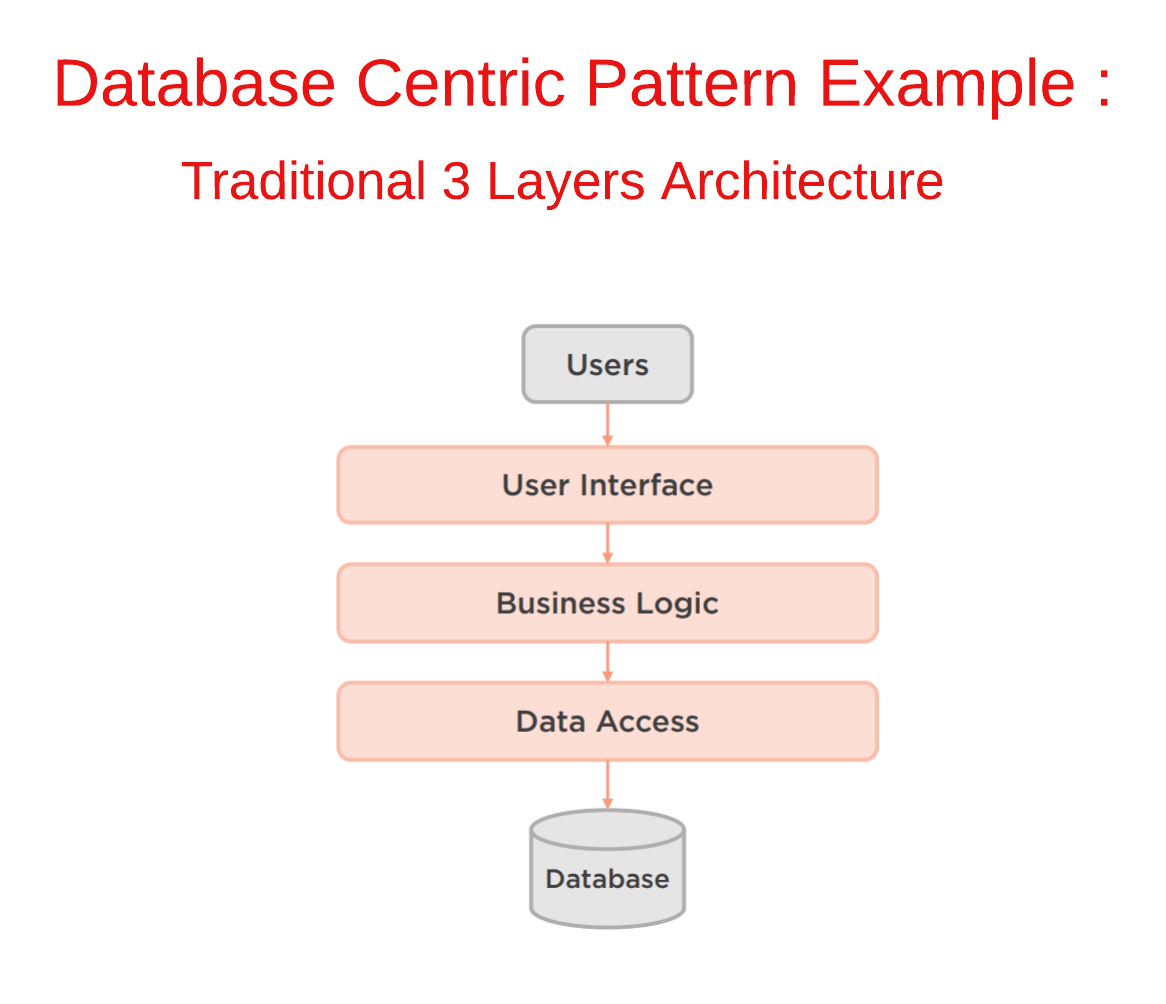 Database Centric Pattern Example :
Traditional 3 Layers Architecture
Users
User Interface
Business Logic
Data Access
Database